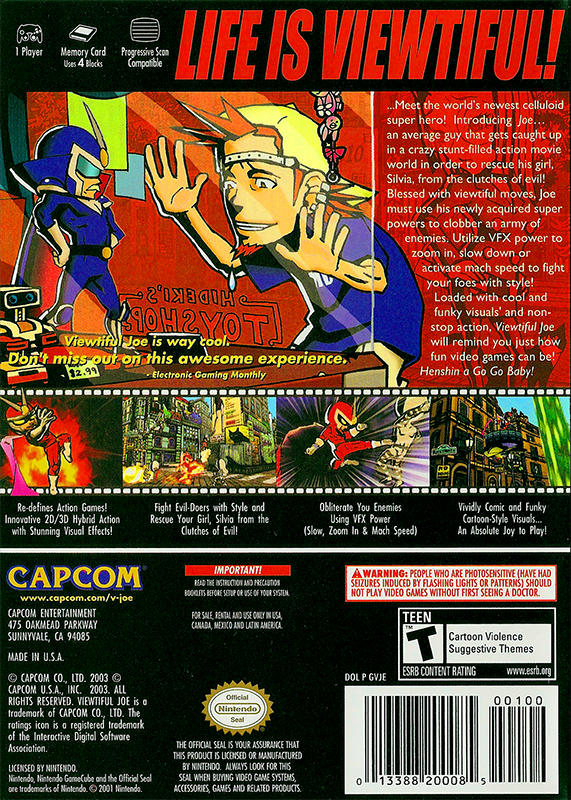 LIFE IS VIEWTIFUL!
1 Player
Memory Card
Uses 4 Blocks
Progressive Scan
Compatible
...Meet the world's newest celluloid
super hero! Introducing Joe...
an average guy that gets caught up
in a crazy stunt-filled action movie
world in order to rescue his girl,
Silvia, from the clutches of evil!
Blessed with viewtiful moves, Joe
must use his newly acquired super
powers to clobber an army of
enemies. Utilize VFX power to
zoom in, slow down or
activate mach speed to fight
your foes with style!
Loaded with cool and
funky visuals' and non-
stop action. Viewtiful Joe
will remind you just how
fun video games can be!
Henshin a Go Go Baby!
HIDEKI'S
TOYSHOP
$2.99
Viewtiful Joe is way cool.
Don't miss out on this awesome experience.
- Electronic Gaming Monthly
Re-defines Action Games!
Innovative 2D/3D Hybrid Action
with Stunning Visual Effects!
Fight Evil-Doers with Style and
Rescue Your Girl, Silvia from the
Clutches of Evil!
Obliterate You Enemies
Using VFX Power
(Slow, Zoom In & Mach Speed)
Vividly Comic and Funky
Cartoon-Style Visuals...
An Absolute Joy to Play!
CAPCOM
www.capcom.com/v-joe
CAPCOM ENTERTAINMENT
475 OAKMEAD PARKWAY
SUNNYVALE, CA 94085
MADE IN U.S.A.
© CAPCOM CO., LTD. 2003 ©
CAPCOM U.S.A., INC. 2003. ALL
RIGHTS RESERVED. VIEWTIFUL JOE is a
trademark of CAPCOM CO., LTD. The
ratings icon is a registered trademark
of the Interactive Digital Software
Association.
LICENSED BY NINTENDO.
Nintendo, Nintendo GameCube and the Official Seal
are trademarks of Nintendo. © 2001 Nintendo.
IMPORTANT!
READ THE INSTRUCTION AND PRECAUTION
BOOKLETS BEFORE SETUP OR USE OF YOUR SYSTEM.
FOR SALE, RENTAL AND USE ONLY IN USA,
CANADA, MEXICO AND LATIN AMERICA.
Official
Nintendo
Seal
THE OFFICIAL SEAL IS YOUR ASSURANCE THAT
THIS PRODUCT IS LICENSED OR MANUFACTURED
BY NINTENDO. ALWAYS LOOK FOR THIS
SEAL WHEN BUYING VIDEO GAME SYSTEMS,
ACCESSORIES, GAMES AND RELATED PRODUCTS.
WARNING: PEOPLE WHO ARE PHOTOSENSITIVE (HAVE HAD
SEIZURES INDUCED BY FLASHING LIGHTS OR PATTERNS) SHOULD
NOT PLAY VIDEO GAMES WITHOUT FIRST SEEING A DOCTOR.
TEEN
T
TM
Cartoon Violence
Suggestive Themes
ESRB CONTENT RATING www.esrb.org
DOL P GVJE
00100
0 13388 20008 5